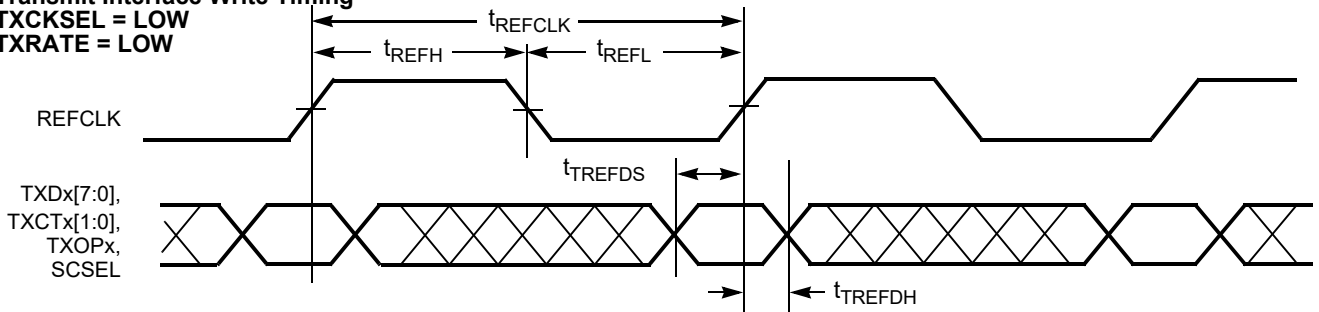 Transmit Interface Write Timing
TXCKSEL = LOW
TXRATE = LOW
tREFCLK
tREFH
tREFL
REFCLK
tTREFDS
TXDx[7:0],
TXCTx[1:0],
TXOPx,
SCSEL
tTREFDH